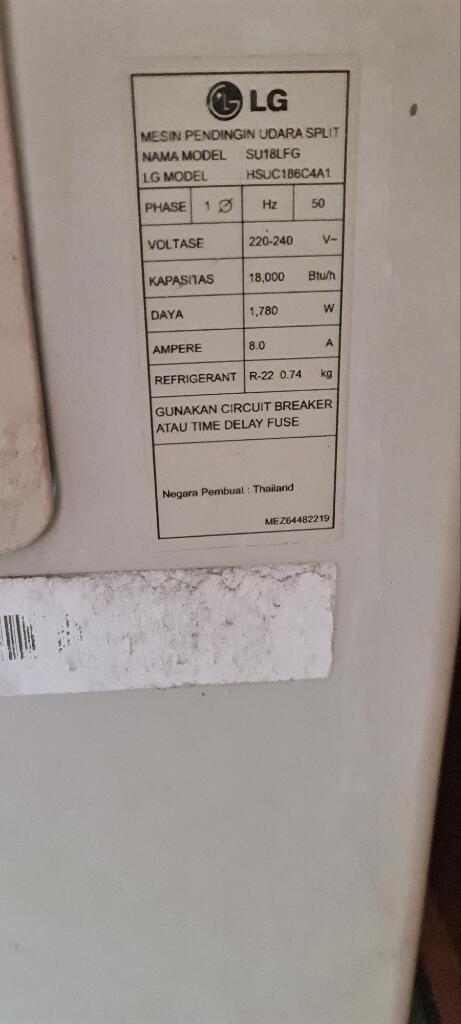 LG
MESIN PENDINGIN UDARA SPLIT
NAMA MODEL SU18LFG
LG MODEL HSUC186C4A1
PHASE 1 Ø Hz 50
VOLTASE 220-240 V~
KAPASITAS 18,000 Btu/h
DAYA 1,780 W
AMPERE 8.0 A
REFRIGERANT R-22 0.74 kg
GUNAKAN CIRCUIT BREAKER
ATAU TIME DELAY FUSE
Negara Pembuat : Thailand
MEZ64482219